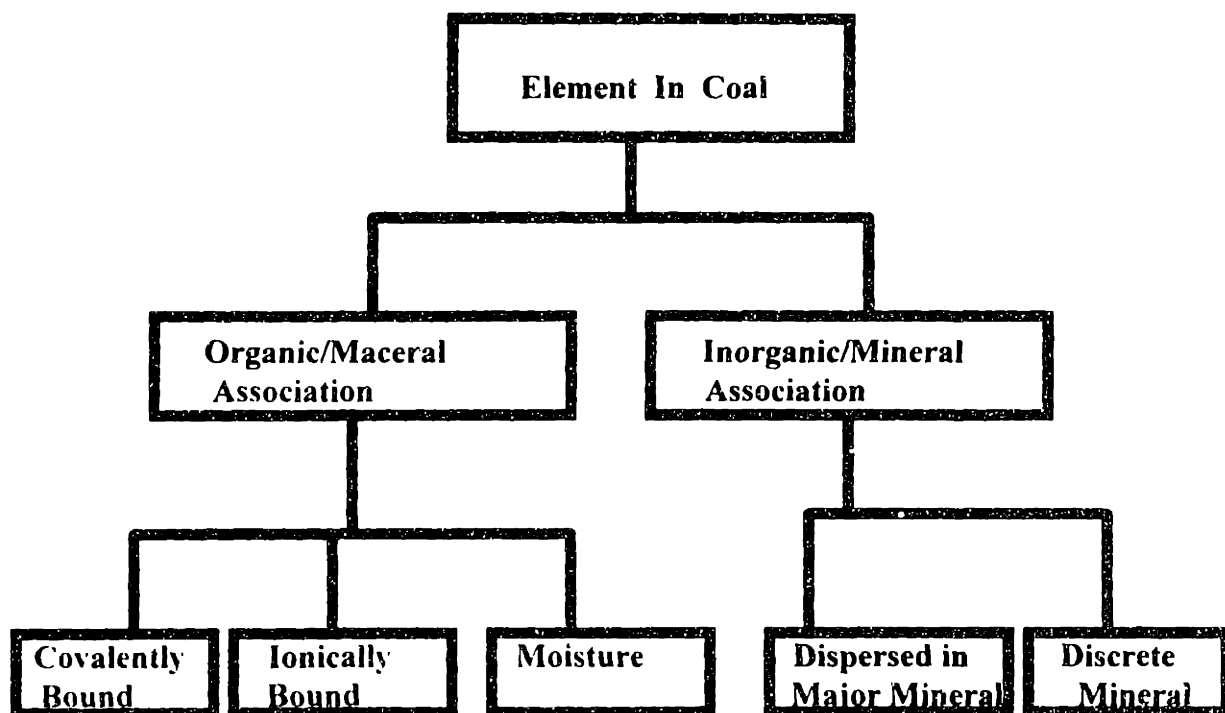 Element In Coal
Organic/Maceral
Association
Inorganic/Mineral
Association
Covalently
Bound
Ionically
Bound
Moisture
Dispersed in
Major Mineral
Discrete
Mineral